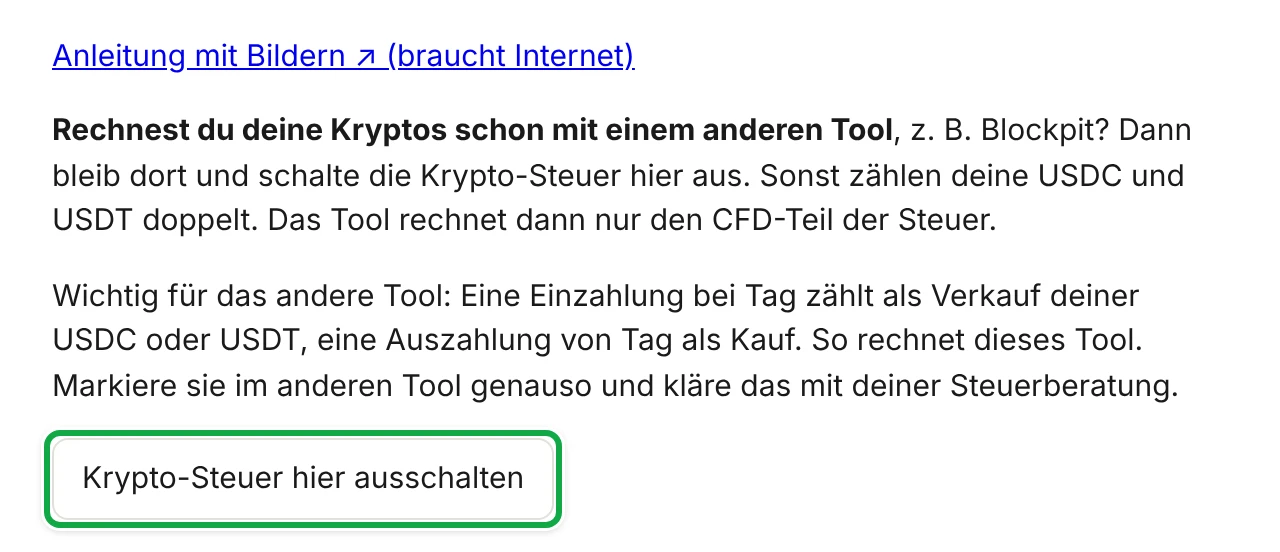 Anleitung mit Bildern ↗ (braucht Internet)
Rechnest du deine Kryptos schon mit einem anderen Tool, z. B. Blockpit? Dann
bleib dort und schalte die Krypto-Steuer hier aus. Sonst zählen deine USDC und
USDT doppelt. Das Tool rechnet dann nur den CFD-Teil der Steuer.
Wichtig für das andere Tool: Eine Einzahlung bei Tag zählt als Verkauf deiner
USDC oder USDT, eine Auszahlung von Tag als Kauf. So rechnet dieses Tool.
Markiere sie im anderen Tool genauso und kläre das mit deiner Steuerberatung.
Krypto-Steuer hier ausschalten